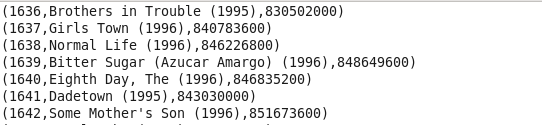 (1636,Brothers in Trouble (1995),830502000)
(1637,Girls Town (1996),840783600)
(1638,Normal Life (1996),846226800)
(1639,Bitter Sugar (Azucar Amargo) (1996),848649600)
(1640,Eighth Day, The (1996),846835200)
(1641,Dadetown (1995),843030000)
(1642,Some Mother's Son (1996),851673600)